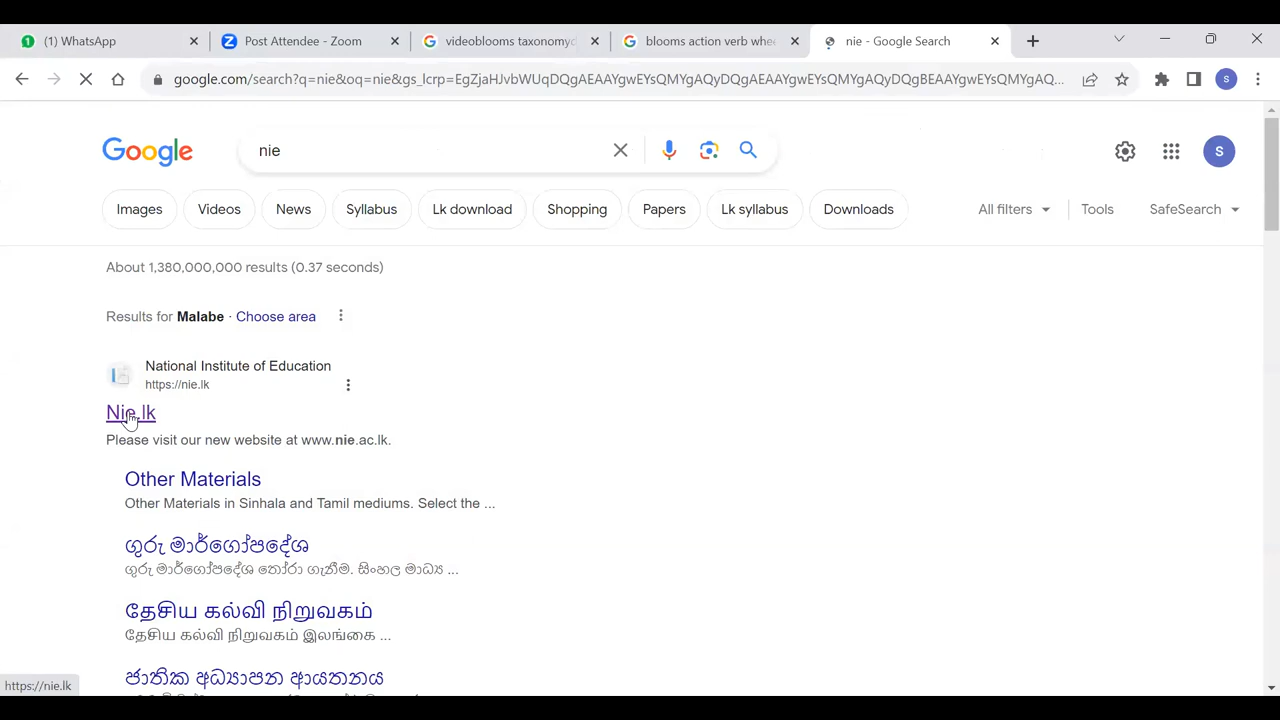 (1) WhatsApp
Post Attendee - Zoom
videoblooms taxonomy
blooms action verb whee
nie - Google Search
google.com/search?q=nie&oq=nie&gs_lcrp=EgZjaHJvbWUqDQgAEAAYgwEYsQMYgAQyDQgAEAAYgwEYsQMYgAQyDQgBEAAYgwEYsQMYgAQ...
Google
nie
S
Images
Videos
News
Syllabus
Lk download
Shopping
Papers
Lk syllabus
Downloads
All filters
Tools
SafeSearch
About 1,380,000,000 results (0.37 seconds)
Results for Malabe · Choose area
National Institute of Education
https://nie.lk
Nie.lk
Please visit our new website at www.nie.ac.lk.
Other Materials
Other Materials in Sinhala and Tamil mediums. Select the ...
ගුරු මාර්ගෝපදේශ
ගුරු මාර්ගෝපදේශ තෝරා ගැනීම. සිංහල මාධ්‍ය ...
தேசிய கல்வி நிறுவகம்
தேசிய கல்வி நிறுவகம் இலங்கை ...
ජාතික අධ්‍යාපන ආයතනය
https://nie.lk